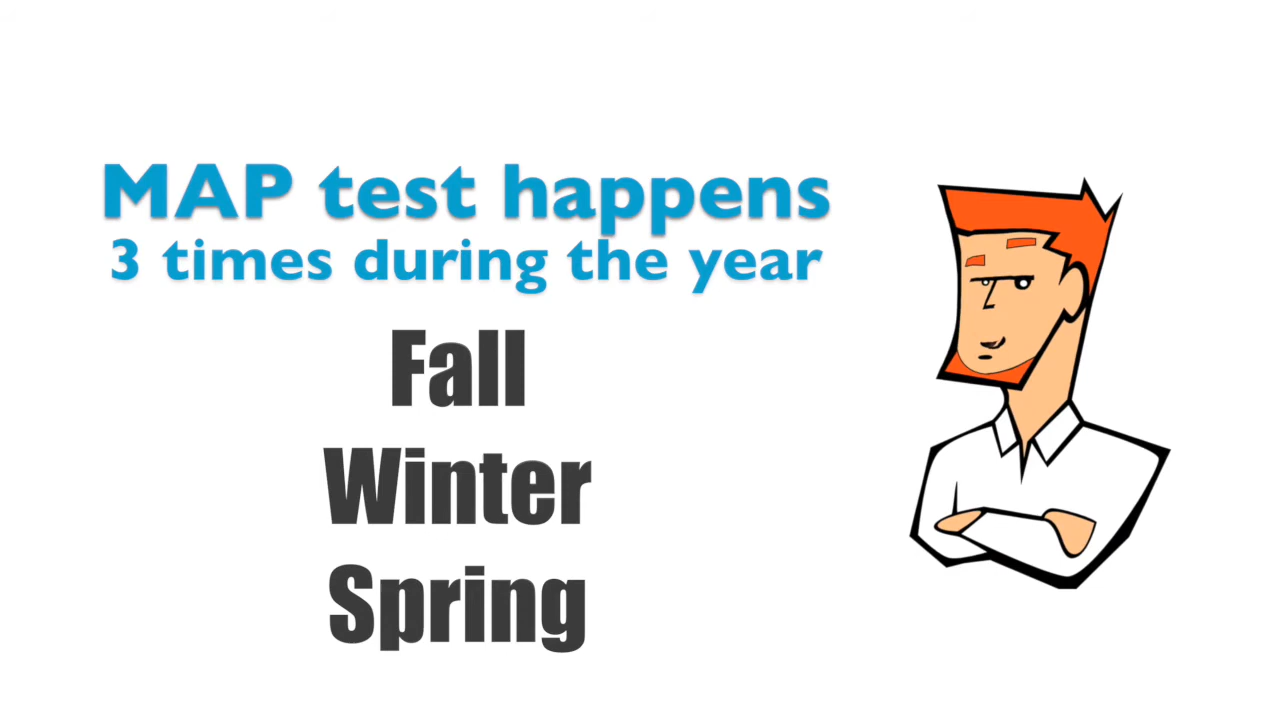 MAP test happens
3 times during the year
Fall
Winter
Spring